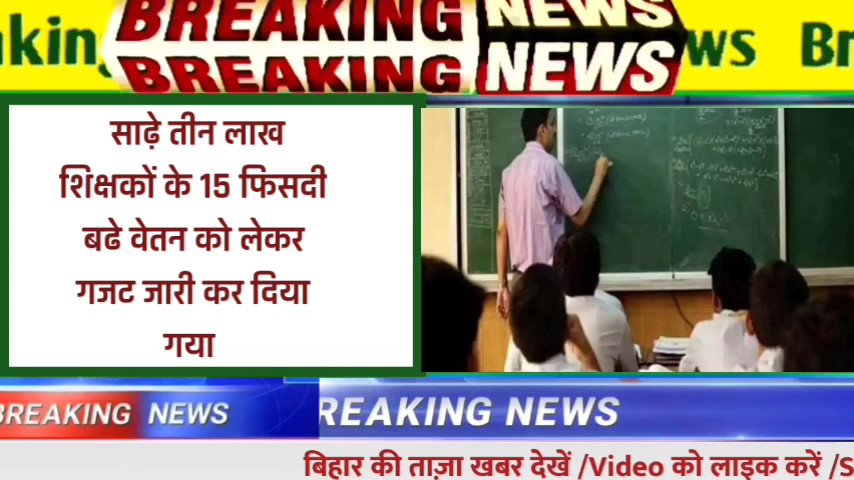 BREAKING NEWS
BREAKING NEWS
साढ़े तीन लाख
शिक्षकों के 15 फिसदी
बढे वेतन को लेकर
गजट जारी कर दिया
गया
BREAKING NEWS
REAKING NEWS
बिहार की ताज़ा खबर देखें /Video को लाइक करें /S